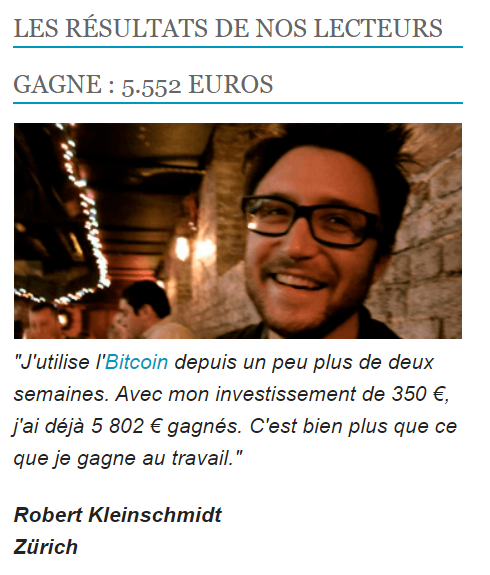 LES RÉSULTATS DE NOS LECTEURS
GAGNE : 5.552 EUROS
"J'utilise l'Bitcoin depuis un peu plus de deux
semaines. Avec mon investissement de 350 €,
j'ai déjà 5 802 € gagnés. C'est bien plus que ce
que je gagne au travail."
Robert Kleinschmidt
Zürich